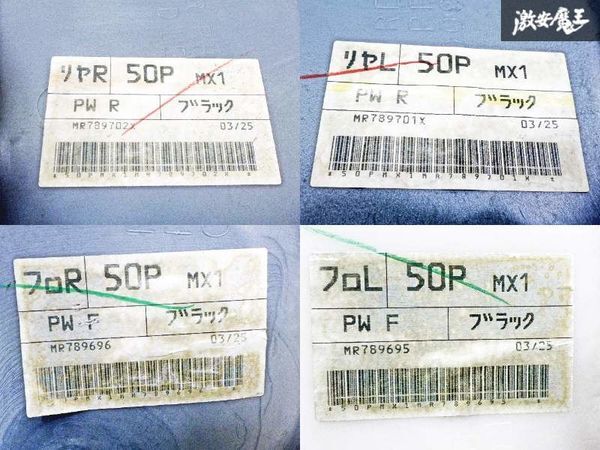 激安魔王
リヤR 50P MX1
PW R ブラック
MR789702X 03/25
リヤL 50P MX1
PW R ブラック
MR789701X 03/25
*50PMX1MR789701X *
フロR 50P MX1
PW F ブラック
MR789696 03/25
フロL 50P MX1
PW F ブラック
MR789695 03/25
*50PMX1MR789695 *